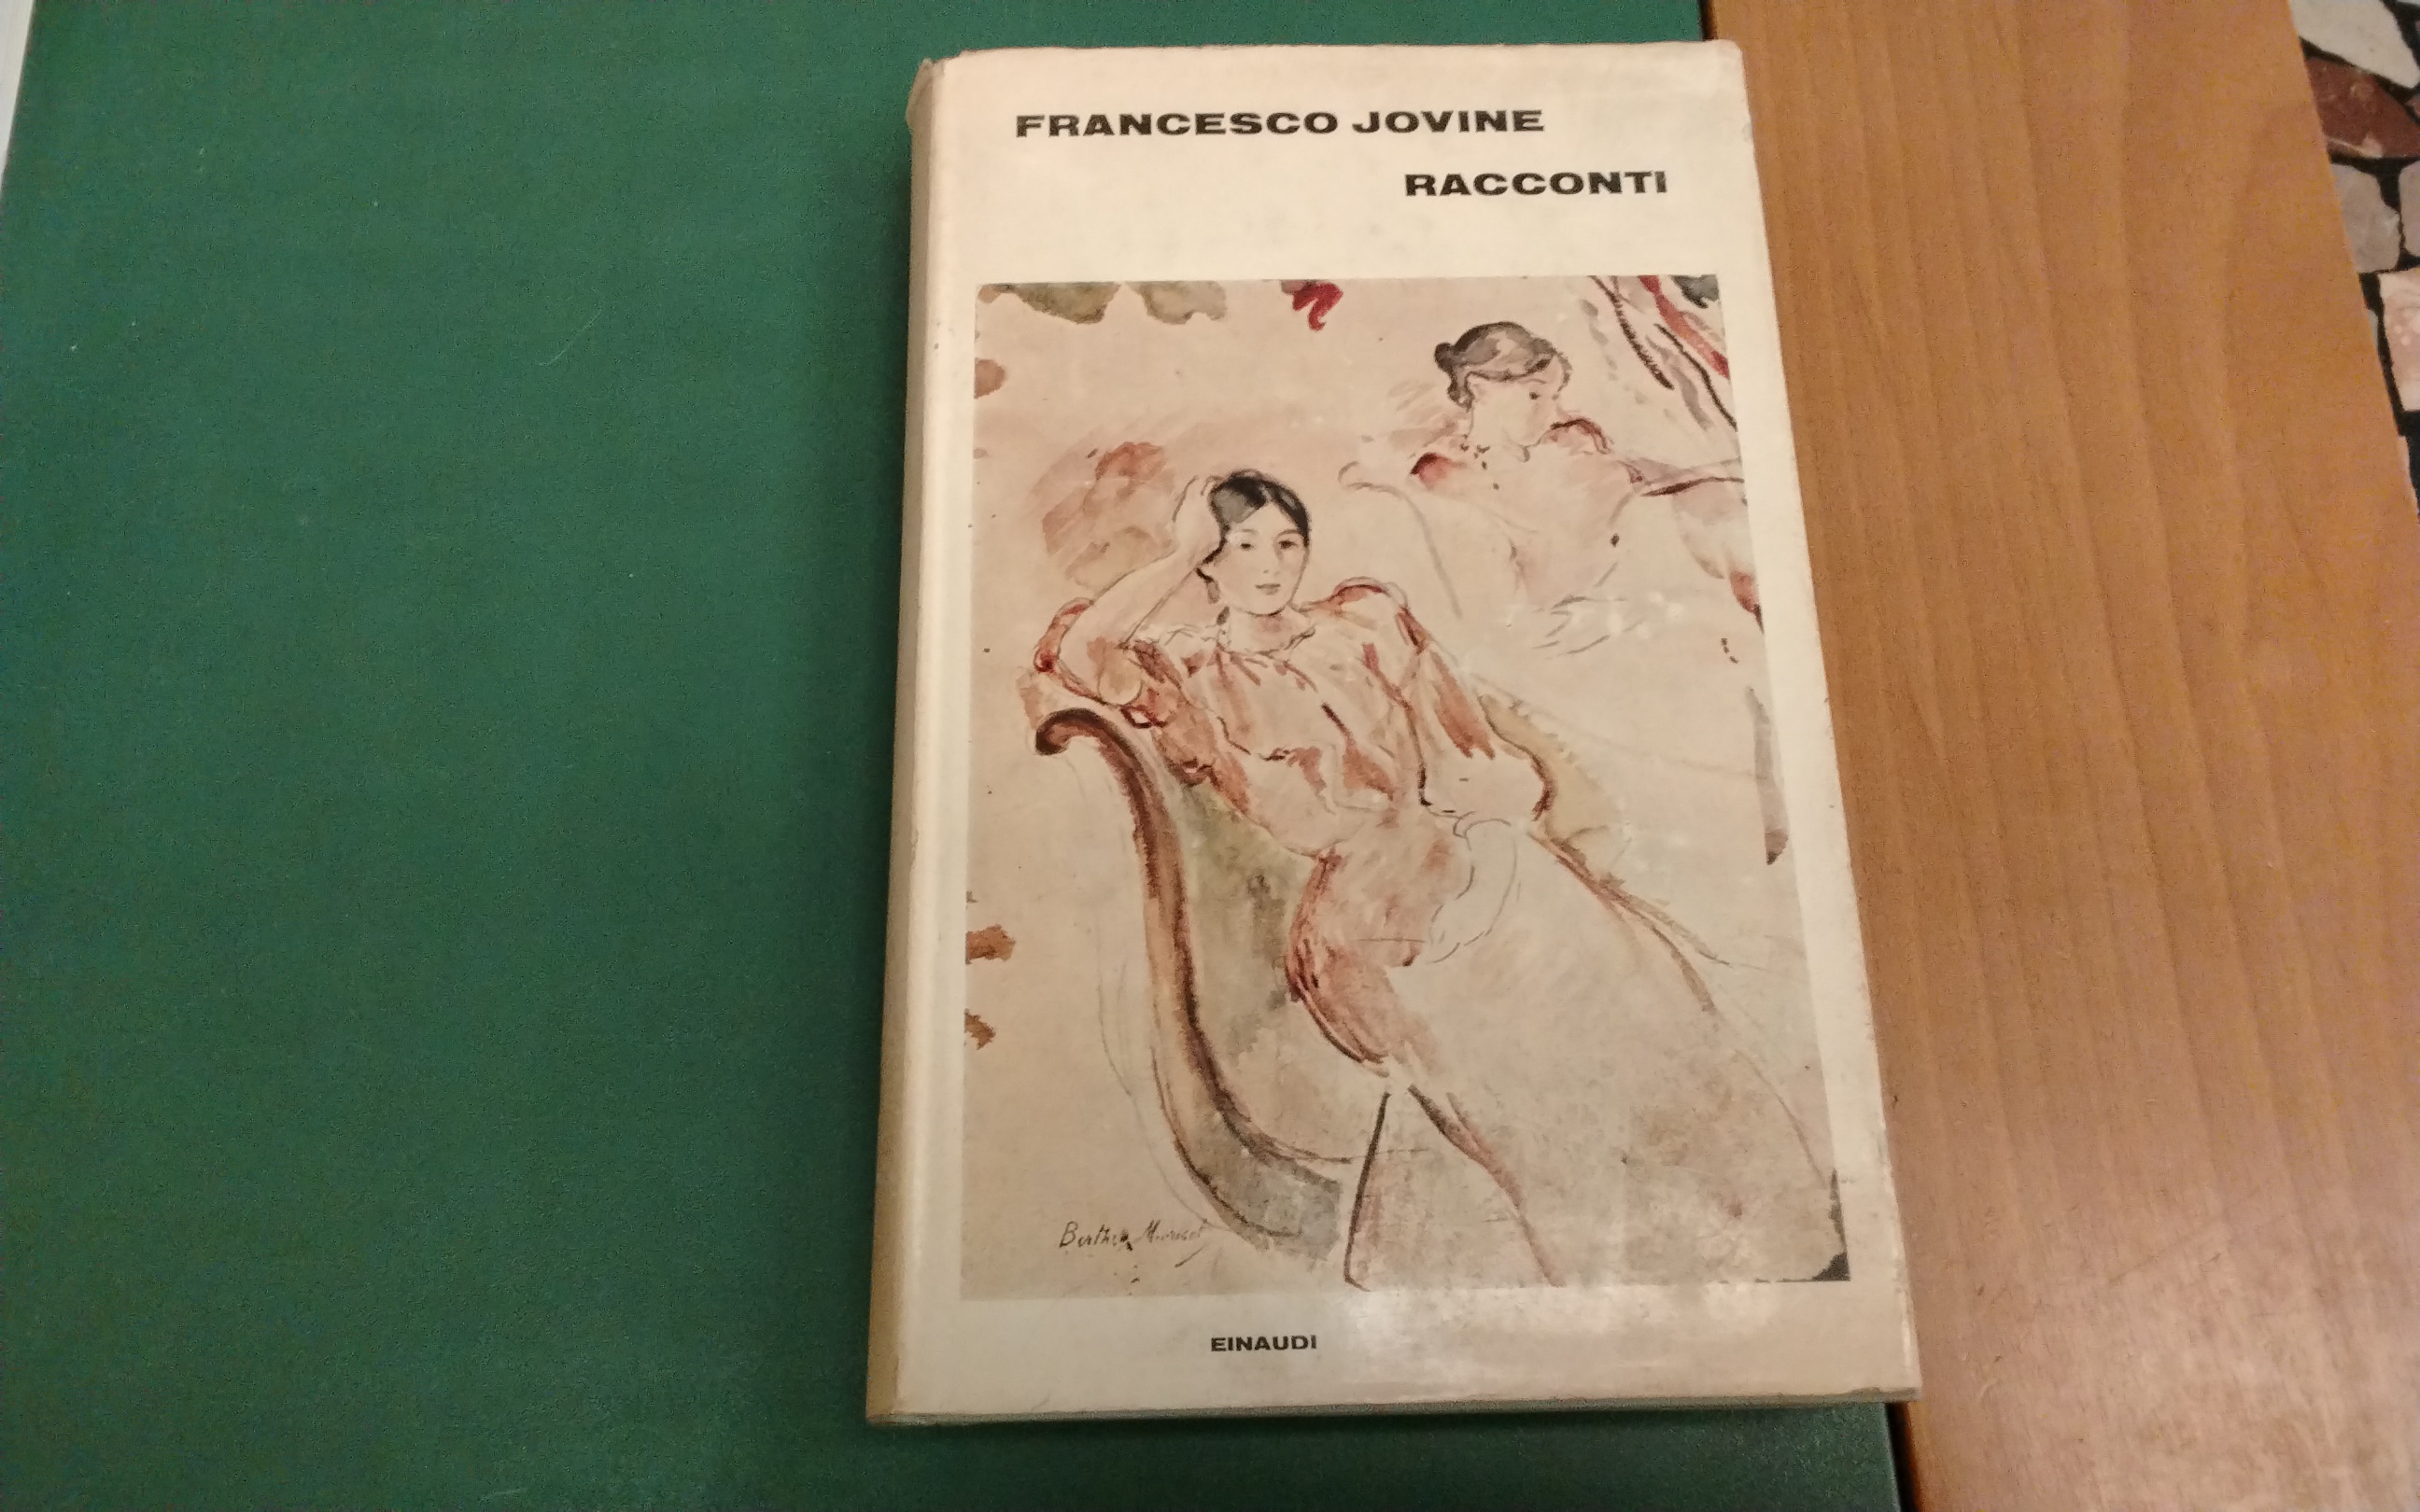 FRANCESCO JOVINE
RACCONTI
Berthe Morisot
EINAUDI